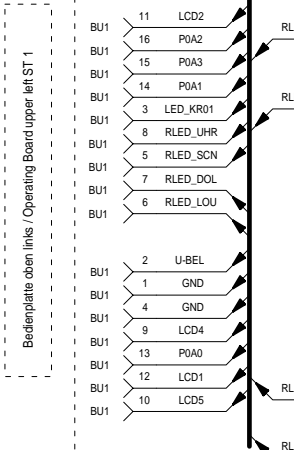 Bedienplatte oben links / Operating Board upper left ST 1
11 LCD2
BU1
RL
16 P0A2
BU1
15 P0A3
BU1
14 P0A1
BU1
RL
3 LED_KR01
BU1
8 RLED_UHR
BU1
5 RLED_SCN
BU1
7 RLED_DOL
BU1
6 RLED_LOU
BU1
2 U-BEL
BU1
1 GND
BU1
4 GND
BU1
9 LCD4
BU1
13 P0A0
BU1
12 LCD1
BU1
RL
10 LCD5
BU1
RL